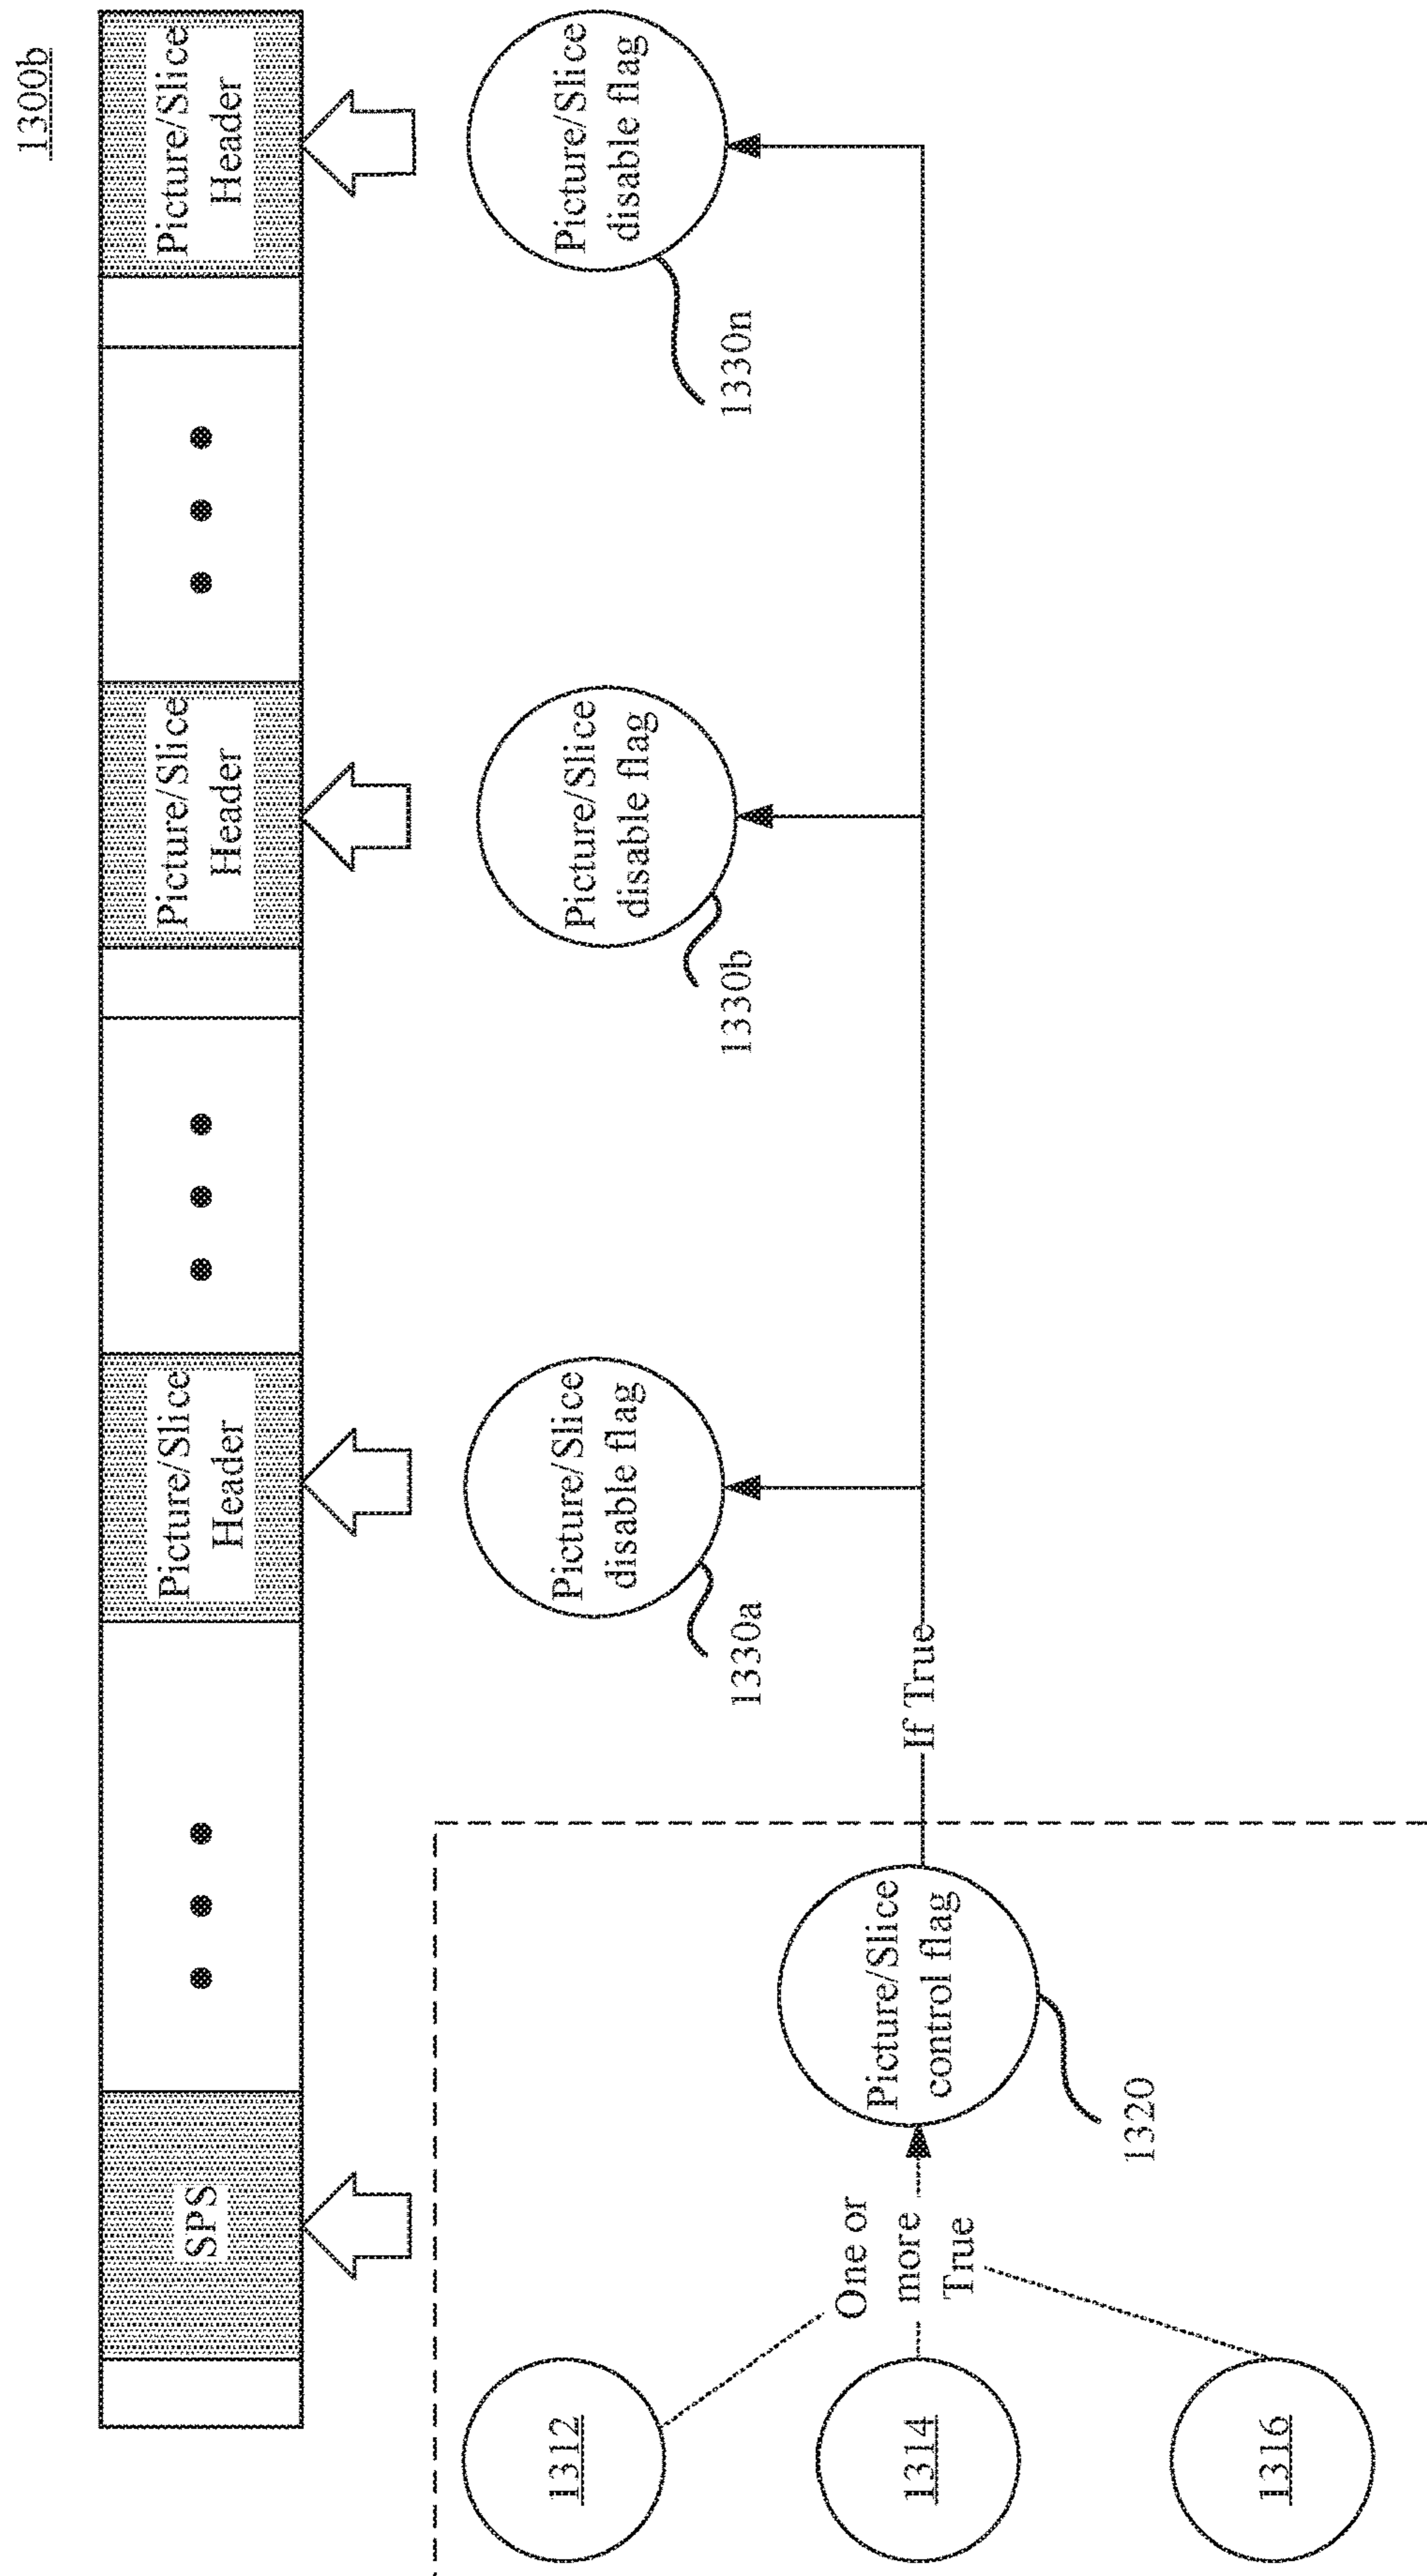 1300b
SPS
Picture/Slice
Header
Picture/Slice
Header
Picture/Slice
Header
Picture/Slice
disable flag
Picture/Slice
disable flag
Picture/Slice
disable flag
1330a
1330b
1330n
1312
1314
1316
One or
more
True
Picture/Slice
control flag
1320
If True